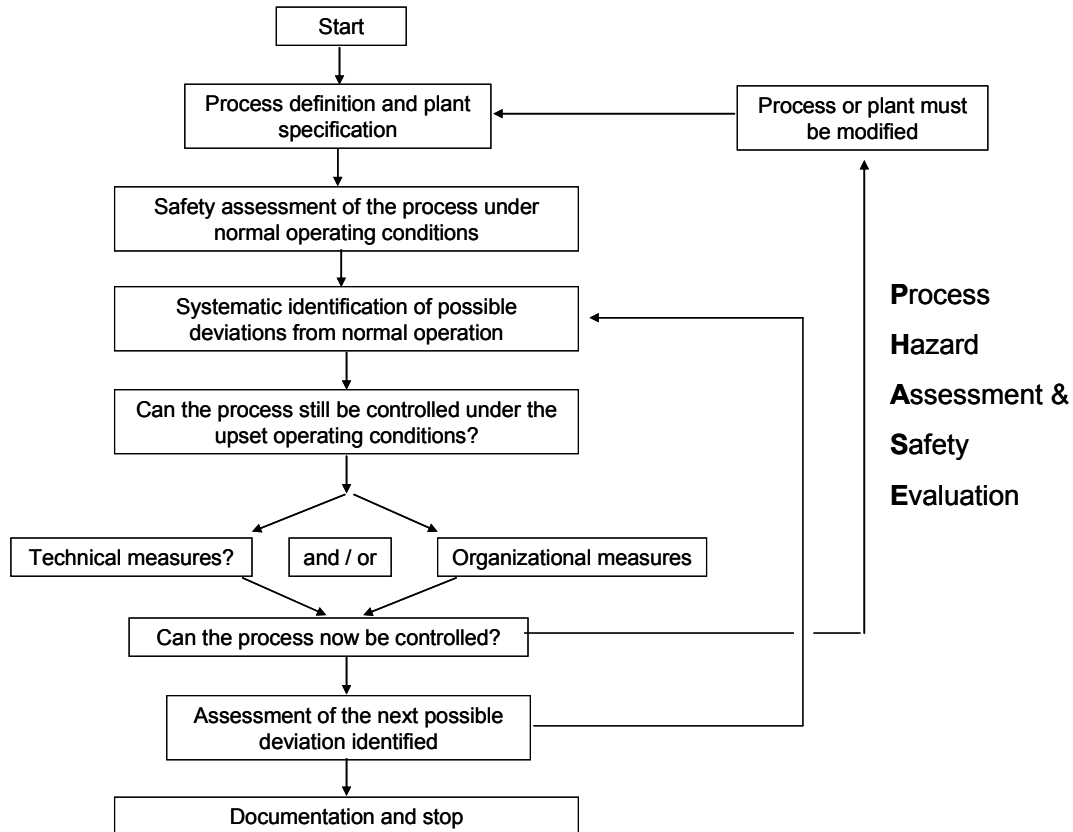 Start
Process definition and plant
specification
Process or plant must
be modified
Safety assessment of the process under
normal operating conditions
Systematic identification of possible
deviations from normal operation
Can the process still be controlled under the
upset operating conditions?
Technical measures?
and / or
Organizational measures
Can the process now be controlled?
Assessment of the next possible
deviation identified
Documentation and stop
Process
Hazard
Assessment &
Safety
Evaluation